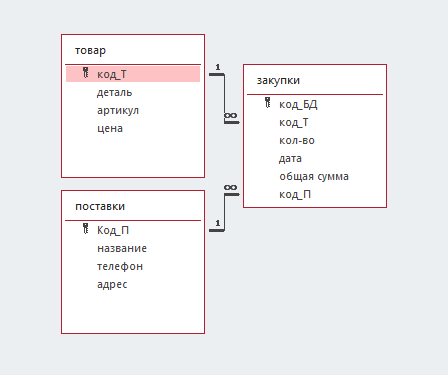 товар
код_Т
деталь
артикул
цена
1
∞
закупки
код_БД
код_Т
кол-во
дата
общая сумма
код_П
поставки
Код_П
название
телефон
адрес
1
∞